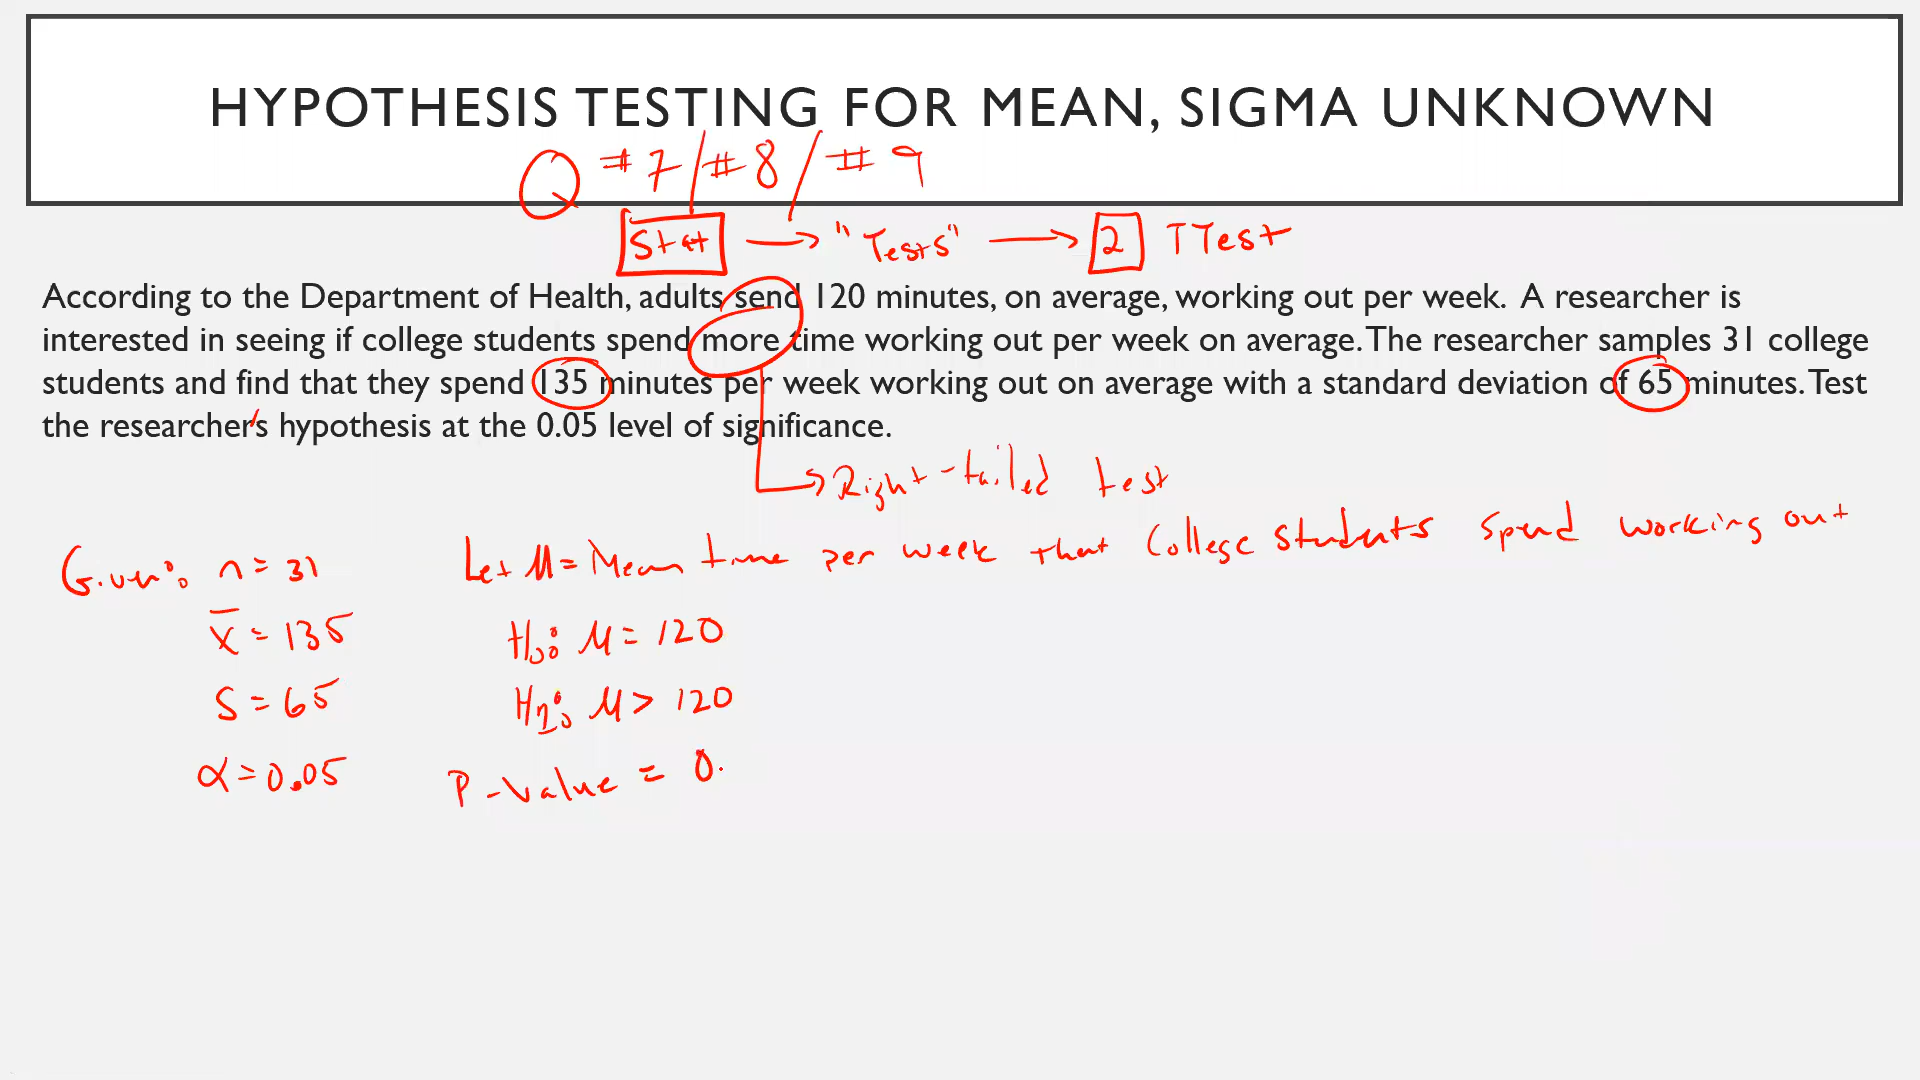 HYPOTHESIS TESTING FOR MEAN, SIGMA UNKNOWN
Q #7/#8/#9
Stat → "Tests" → 2 TTest
According to the Department of Health, adults send 120 minutes, on average, working out per week. A researcher is
interested in seeing if college students spend more time working out per week on average. The researcher samples 31 college
students and find that they spend 135 minutes per week working out on average with a standard deviation of 65 minutes. Test
the researcher's hypothesis at the 0.05 level of significance.
→ Right-tailed test
Given: n = 31
x̄ = 135
S = 65
α = 0.05
Let μ = Mean time per week that College Students Spend working out
H₀: μ = 120
H₁: μ > 120
P-Value = 0.